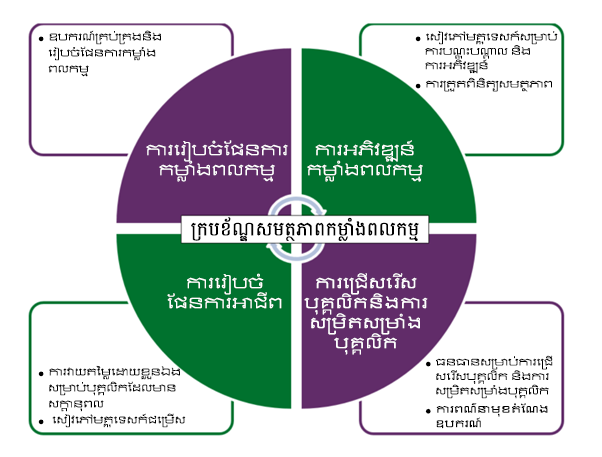 ឧបករណ៍គ្រប់គ្រងនិង
រៀបចំផែនការកម្លាំង
ពលកម្ម
សៀវភៅមគ្គុទេសក៍សម្រាប់
ការបណ្តុះបណ្តាល និង
ការអភិវឌ្ឍន៍
ការត្រួតពិនិត្យសមត្ថភាព
ការរៀបចំផែនការ
កម្លាំងពលកម្ម
ការអភិវឌ្ឍន៍
កម្លាំងពលកម្ម
ក្របខ័ណ្ឌសមត្ថភាពកម្លាំងពលកម្ម
ការរៀបចំ
ផែនការអាជីព
ការជ្រើសរើស
បុគ្គលិកនិងការ
សម្រិតសម្រាំង
បុគ្គលិក
ការវាយតម្លៃដោយខ្លួនឯង
សម្រាប់បុគ្គលិកដែលមាន
សក្តានុពល
សៀវភៅមគ្គុទេសក៍ជម្រើស
ធនធានសម្រាប់ការជ្រើ
សរើសបុគ្គលិក និងការ
សម្រិតសម្រាំងបុគ្គលិក
ការពណ៌នាមុខតំណែង
ឧបករណ៍